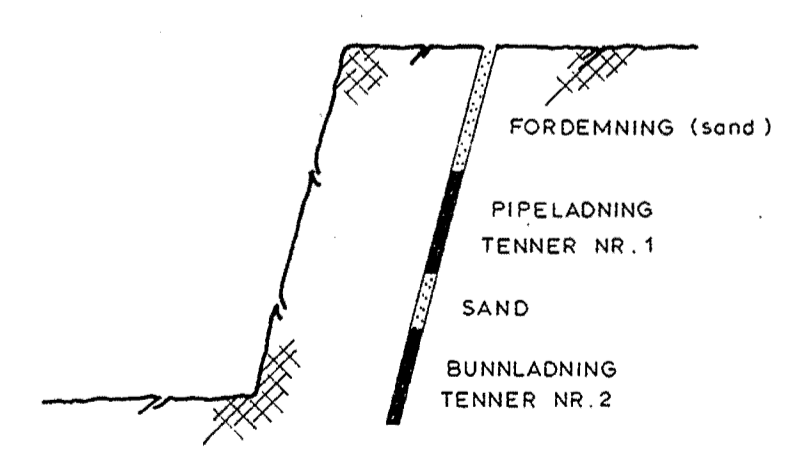 FORDEMNING (sand)
PIPELADNING
TENNER NR.1
SAND
BUNNLADNING
TENNER NR.2